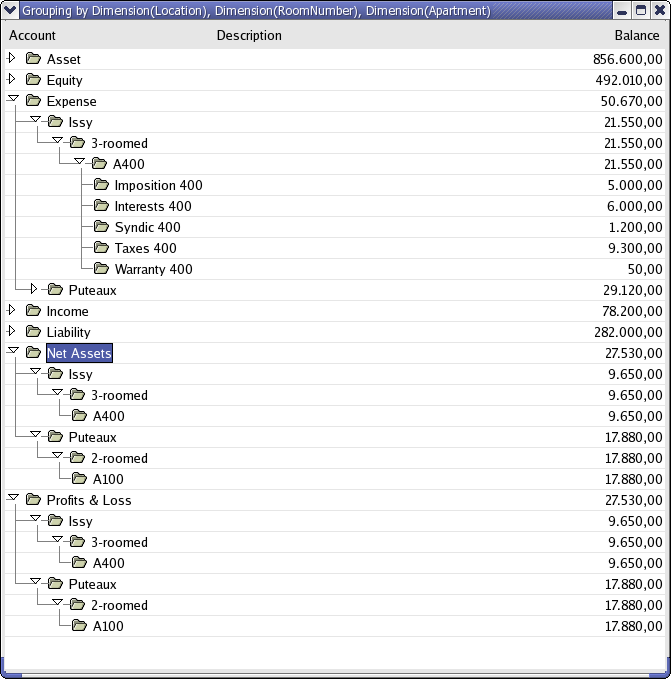 Grouping by Dimension(Location), Dimension(RoomNumber), Dimension(Apartment)
Account Description Balance
Asset 856.600,00
Equity 492.010,00
Expense 50.670,00
Issy 21.550,00
3-roomed 21.550,00
A400 21.550,00
Imposition 400 5.000,00
Interests 400 6.000,00
Syndic 400 1.200,00
Taxes 400 9.300,00
Warranty 400 50,00
Puteaux 29.120,00
Income 78.200,00
Liability 282.000,00
Net Assets 27.530,00
Issy 9.650,00
3-roomed 9.650,00
A400 9.650,00
Puteaux 17.880,00
2-roomed 17.880,00
A100 17.880,00
Profits & Loss 27.530,00
Issy 9.650,00
3-roomed 9.650,00
A400 9.650,00
Puteaux 17.880,00
2-roomed 17.880,00
A100 17.880,00